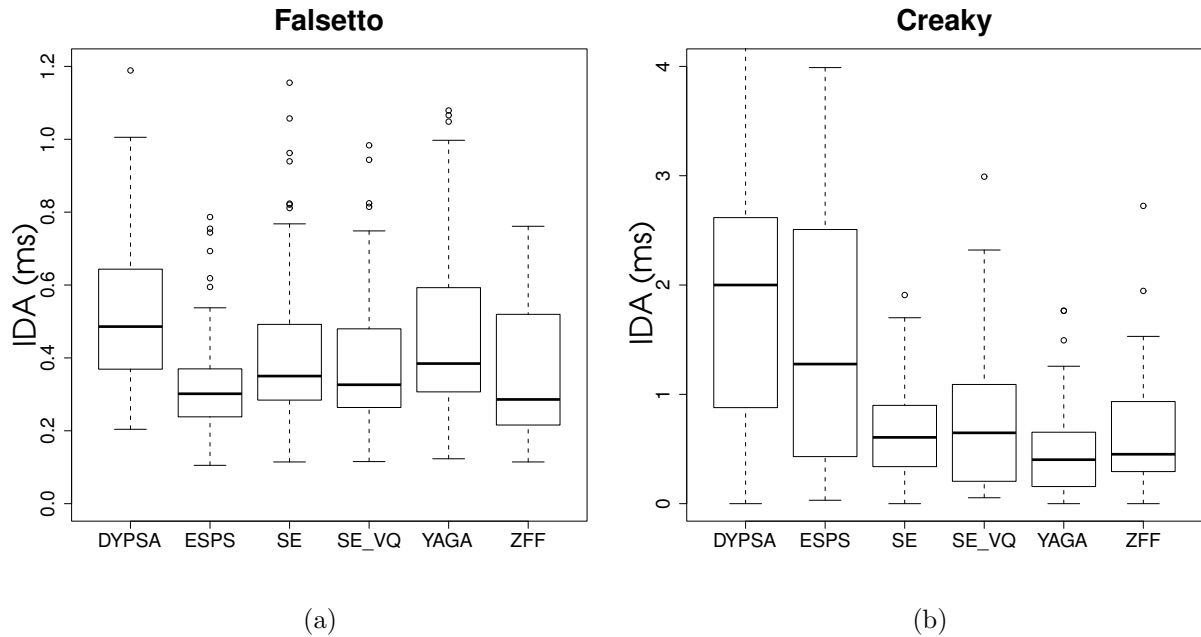 Falsetto
IDA (ms)
1.2
1.0
0.8
0.6
0.4
0.2
0.0
DYPSA ESPS SE SE_VQ YAGA ZFF
(a)
Creaky
IDA (ms)
4
3
2
1
0
DYPSA ESPS SE SE_VQ YAGA ZFF
(b)